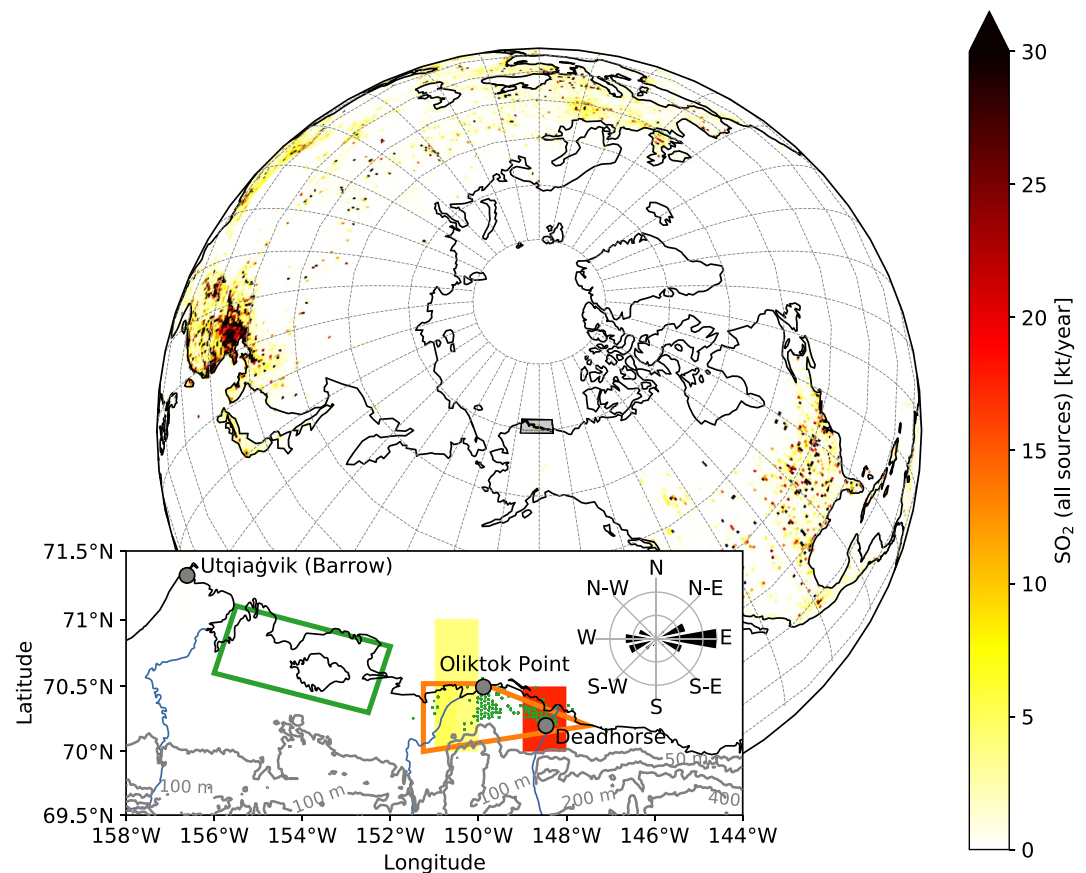 30
25
20
15
10
5
0
SO₂ (all sources) [kt/year]
71.5°N
71°N
70.5°N
70°N
69.5°N
Latitude
Utqiaġvik (Barrow)
Oliktok Point
Deadhorse
N
N-W
N-E
W
E
S-W
S-E
S
100 m
100 m
100 m
50 m
200 m
400
158°W
156°W
154°W
152°W
150°W
148°W
146°W
144°W
Longitude